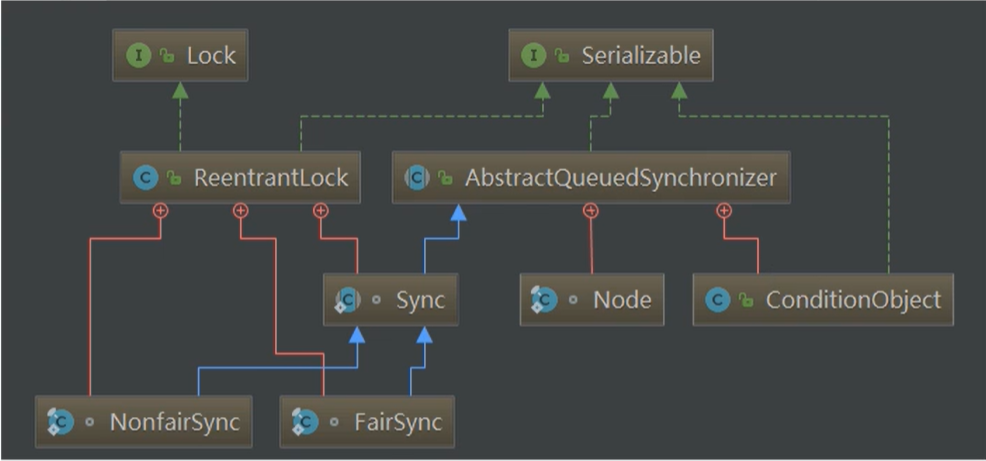 Lock
Serializable
ReentrantLock
AbstractQueuedSynchronizer
Sync
Node
ConditionObject
NonfairSync
FairSync